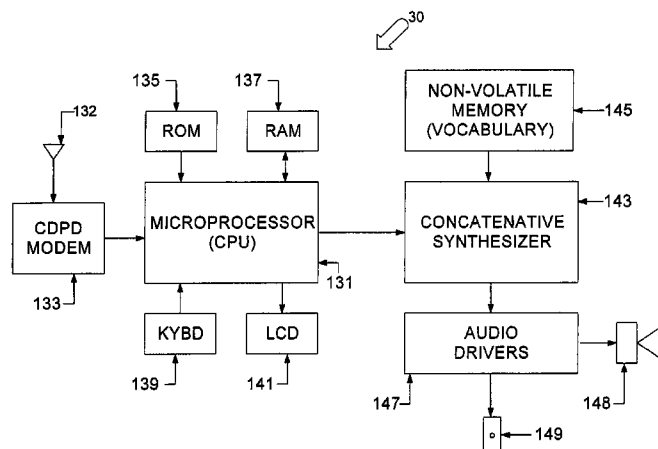 30
132
135
137
ROM
RAM
NON-VOLATILE
MEMORY
(VOCABULARY)
145
CDPD
MODEM
133
MICROPROCESSOR
(CPU)
131
CONCATENATIVE
SYNTHESIZER
143
KYBD
139
LCD
141
AUDIO
DRIVERS
147
148
149